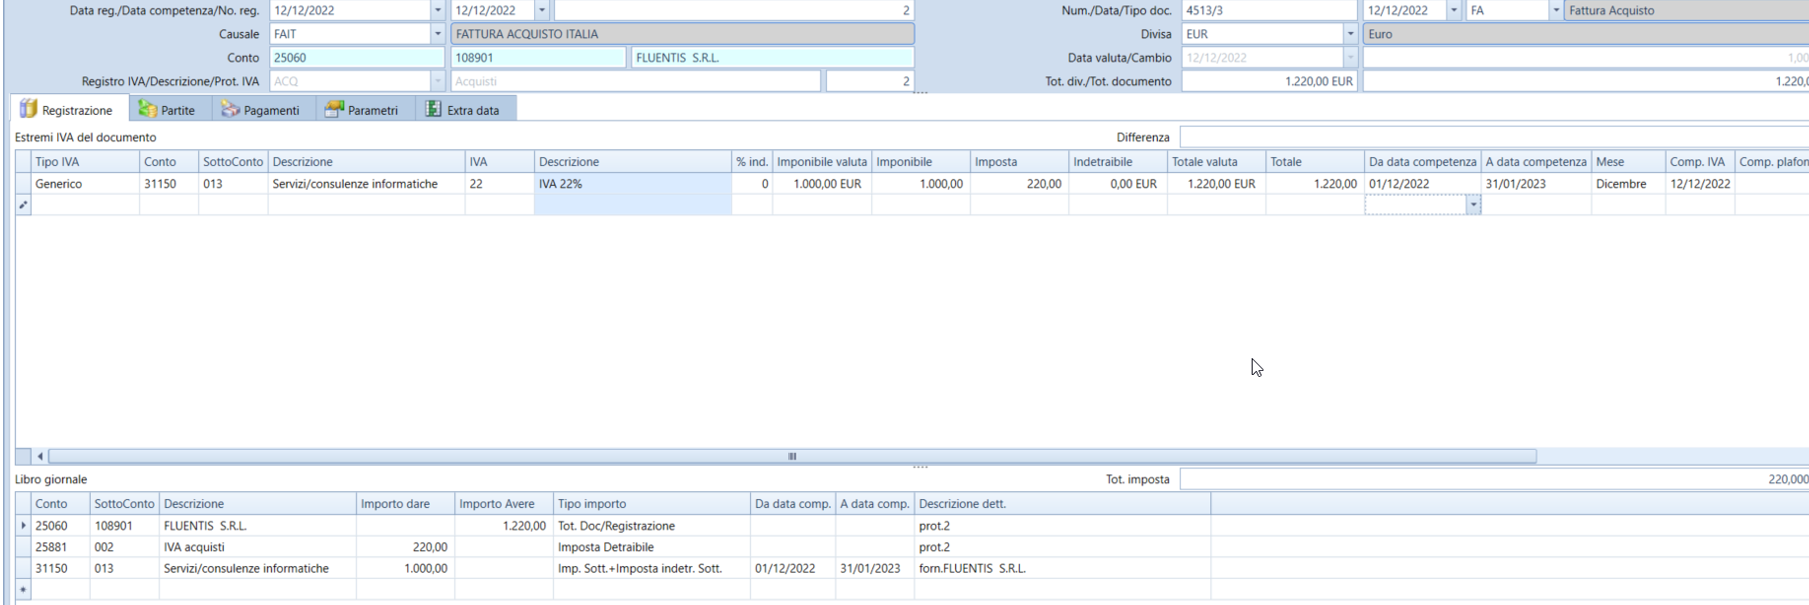 Data reg./Data competenza/No. reg. 12/12/2022 12/12/2022 2 Num./Data/Tipo doc. 4513/3 12/12/2022 FA Fattura Acquisto
Causale FAIT FATTURA ACQUISTO ITALIA Divisa EUR Euro
Conto 25060 108901 FLUENTIS S.R.L. Data valuta/Cambio 12/12/2022 1,00
Registro IVA/Descrizione/Prot. IVA ACQ Acquisti 2 Tot. div./Tot. documento 1.220,00 EUR 1.220,0
Registrazione Partite Pagamenti Parametri Extra data
Estremi IVA del documento Differenza
Tipo IVA Conto SottoConto Descrizione IVA Descrizione % ind. Imponibile valuta Imponibile Imposta Indetraibile Totale valuta Totale Da data competenza A data competenza Mese Comp. IVA Comp. plafon
Generico 31150 013 Servizi/consulenze informatiche 22 IVA 22% 0 1.000,00 EUR 1.000,00 220,00 0,00 EUR 1.220,00 EUR 1.220,00 01/12/2022 31/01/2023 Dicembre 12/12/2022
Libro giornale Tot. imposta 220,000
Conto SottoConto Descrizione Importo dare Importo Avere Tipo importo Da data comp. A data comp. Descrizione dett.
25060 108901 FLUENTIS S.R.L. 1.220,00 Tot. Doc/Registrazione prot.2
25881 002 IVA acquisti 220,00 Imposta Detraibile prot.2
31150 013 Servizi/consulenze informatiche 1.000,00 Imp. Sott.+Imposta indetr. Sott. 01/12/2022 31/01/2023 forn.FLUENTIS S.R.L.